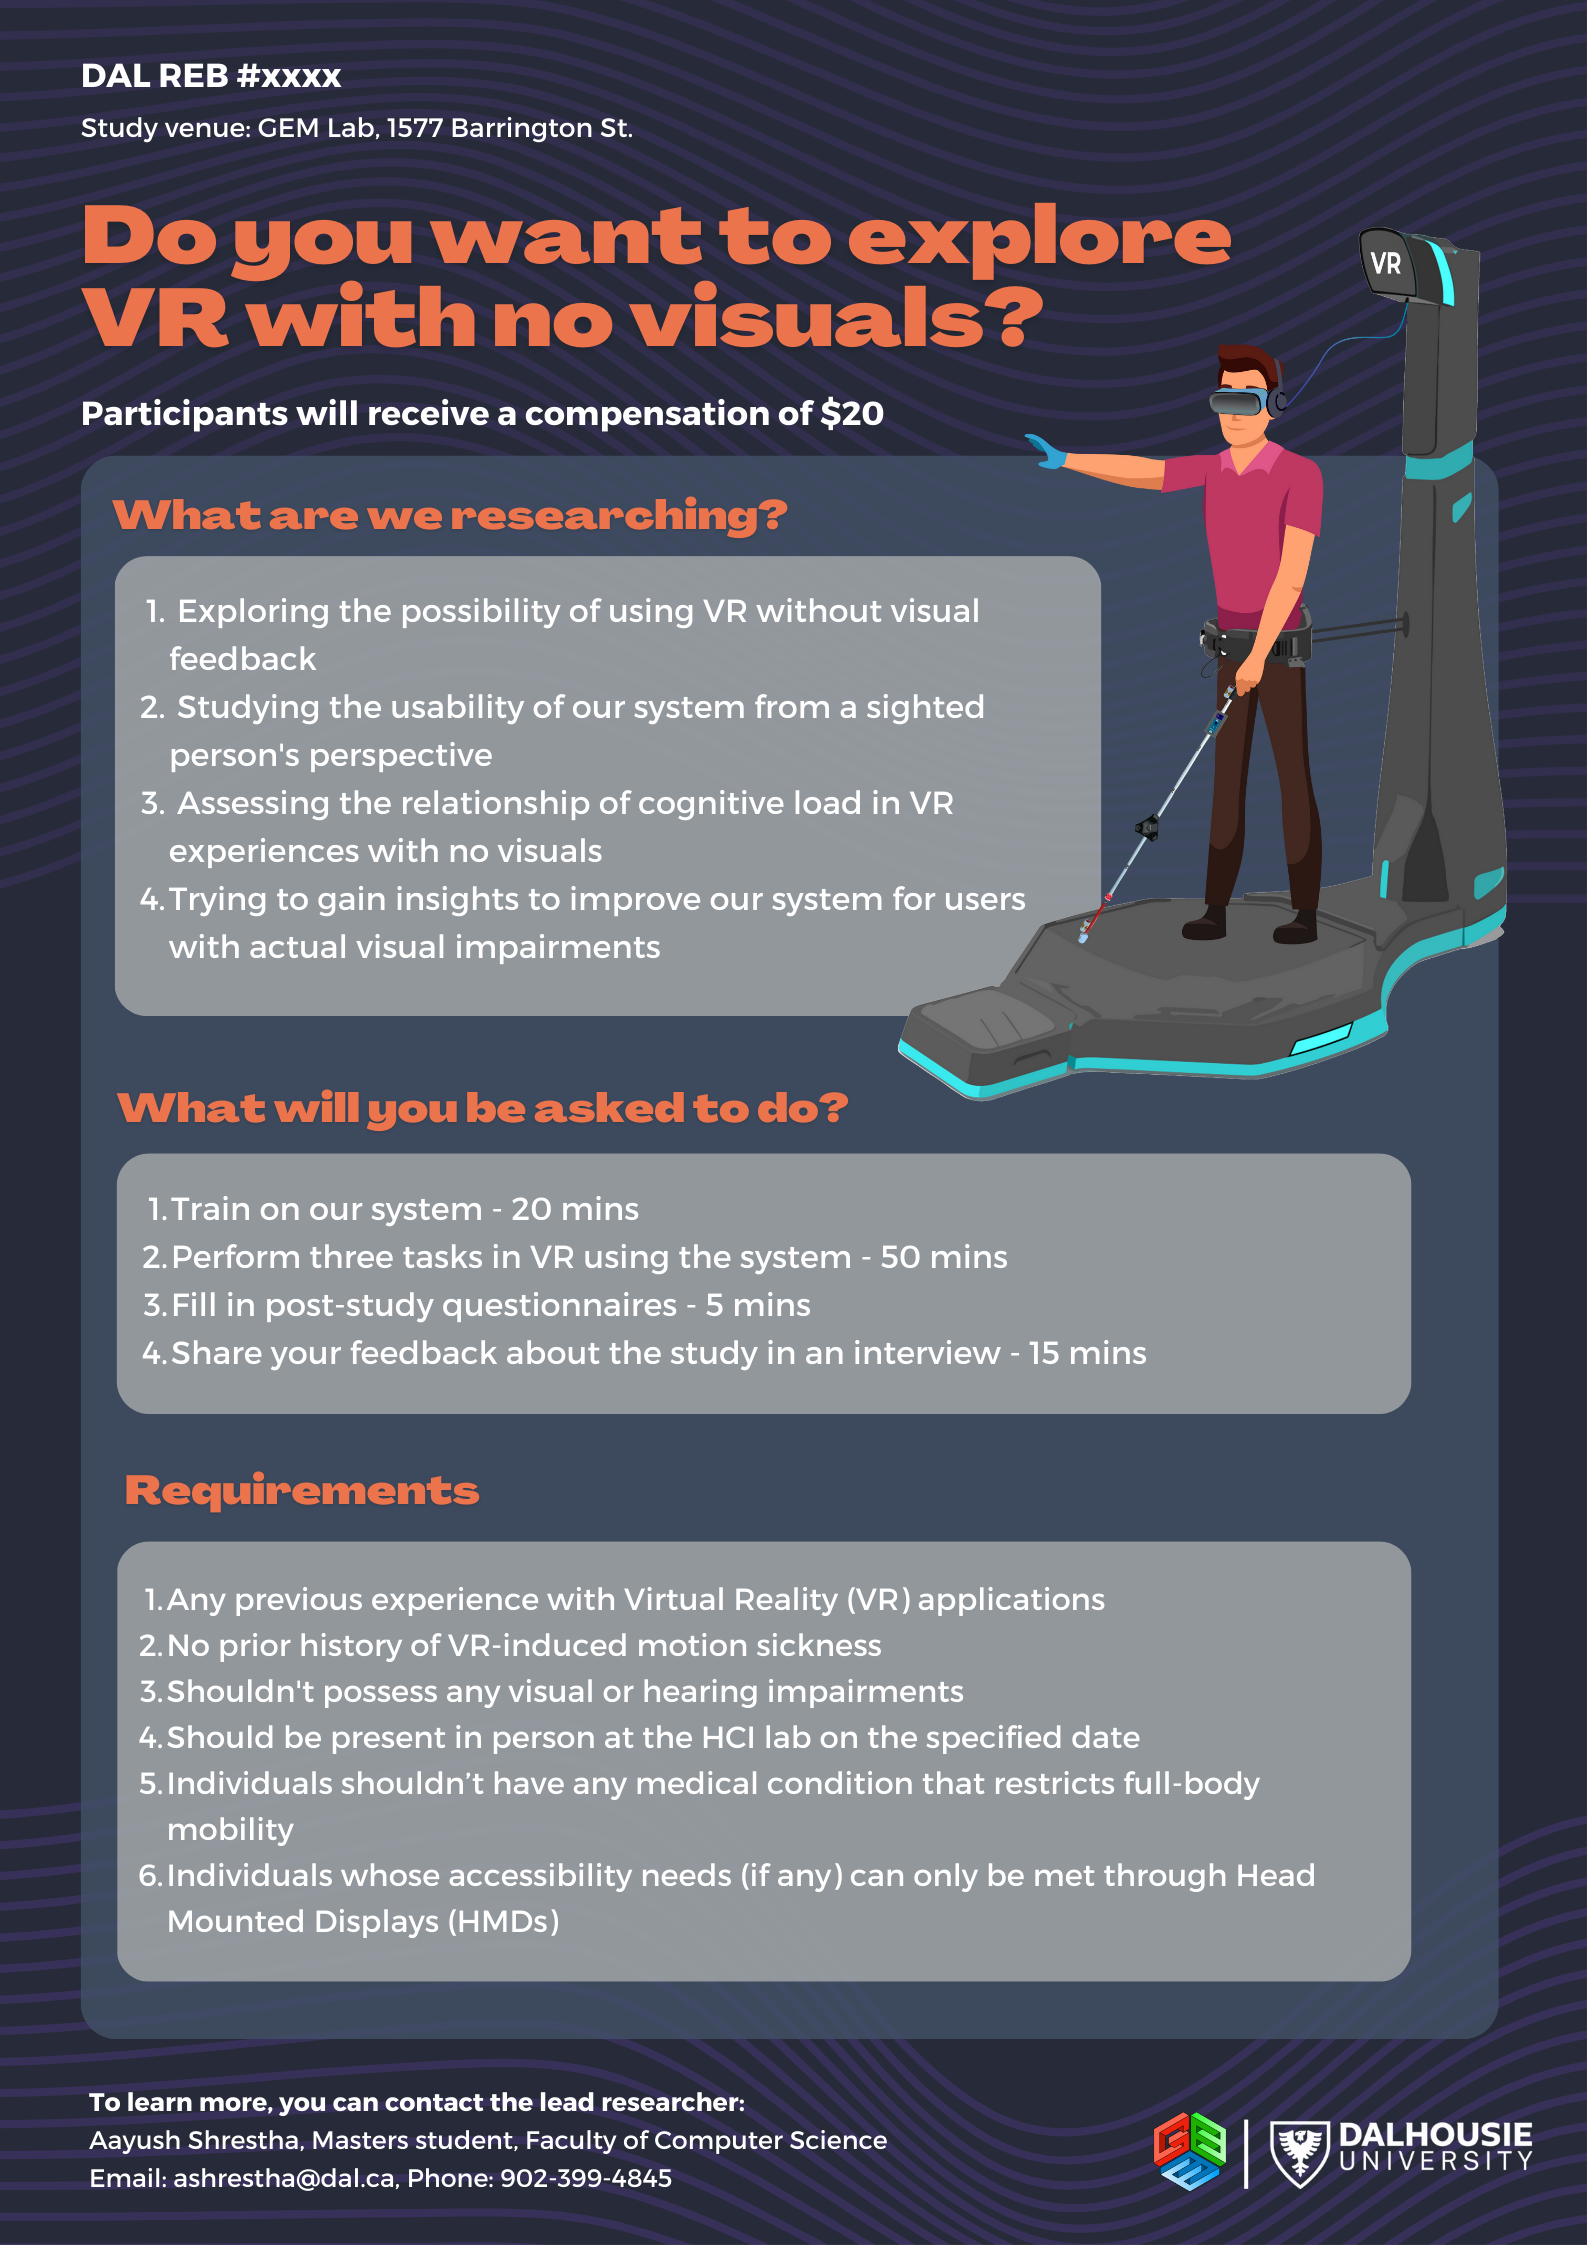 DAL REB #xxxx
Study venue: GEM Lab, 1577 Barrington St.
Do you want to explore
VR with no visuals?
VR
Participants will receive a compensation of $20
What are we researching?
1. Exploring the possibility of using VR without visual
feedback
2. Studying the usability of our system from a sighted
person's perspective
3. Assessing the relationship of cognitive load in VR
experiences with no visuals
4. Trying to gain insights to improve our system for users
with actual visual impairments
What will you be asked to do?
1. Train on our system - 20 mins
2. Perform three tasks in VR using the system - 50 mins
3. Fill in post-study questionnaires - 5 mins
4. Share your feedback about the study in an interview - 15 mins
Requirements
1. Any previous experience with Virtual Reality (VR) applications
2. No prior history of VR-induced motion sickness
3. Shouldn't possess any visual or hearing impairments
4. Should be present in person at the HCI lab on the specified date
5. Individuals shouldn’t have any medical condition that restricts full-body
mobility
6. Individuals whose accessibility needs (if any) can only be met through Head
Mounted Displays (HMDs)
To learn more, you can contact the lead researcher:
Aayush Shrestha, Masters student, Faculty of Computer Science
Email: ashrestha@dal.ca, Phone: 902-399-4845
GEM
DALHOUSIE
UNIVERSITY